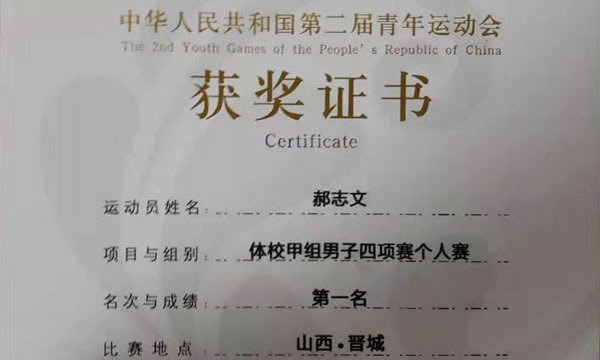 中华人民共和国第二届青年运动会
The 2nd Youth Games of the People's Republic of China
获奖证书
Certificate
运动员姓名: 郝志文
项目与组别: 体校甲组男子四项赛个人赛
名次与成绩: 第一名
比赛地点: 山西·晋城